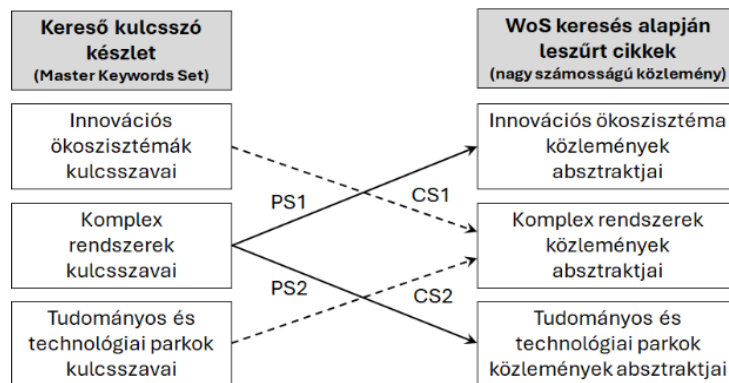 Kereső kulcsszó
készlet
(Master Keywords Set)
WoS keresés alapján
leszűrt cikkek
(nagy számosságú közlemény)
Innovációs
ökoszisztémák
kulcsszavai
Innovációs ökoszisztéma
közlemények
absztraktjai
PS1
CS1
Komplex
rendszerek
kulcsszavai
Komplex rendszerek
közlemények
absztraktjai
PS2
CS2
Tudományos és
technológiai parkok
kulcsszavai
Tudományos és
technológiai parkok
közlemények absztraktjai